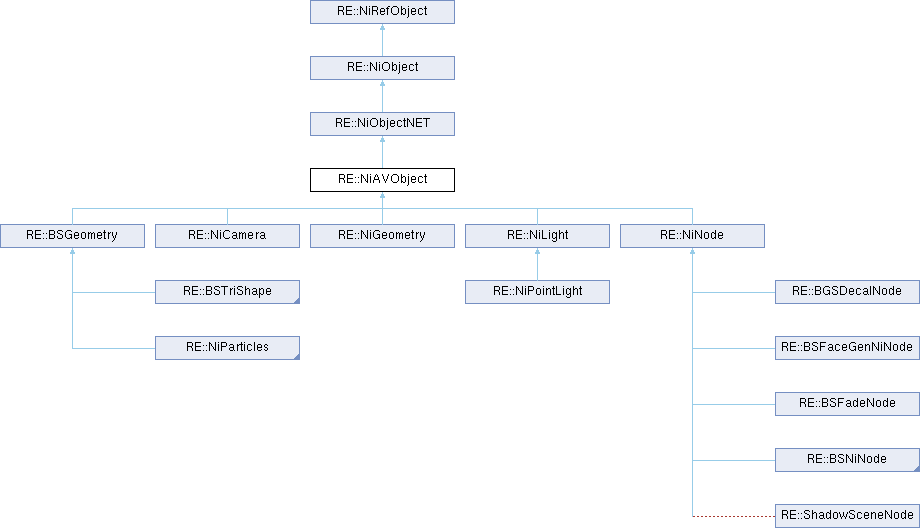 RE::NiRefObject
RE::NiObject
RE::NiObjectNET
RE::NiAVObject
RE::BSGeometry
RE::NiCamera
RE::NiGeometry
RE::NiLight
RE::NiNode
RE::BSTriShape
RE::NiPointLight
RE::BGSDecalNode
RE::NiParticles
RE::BSFaceGenNiNode
RE::BSFadeNode
RE::BSNiNode
RE::ShadowSceneNode